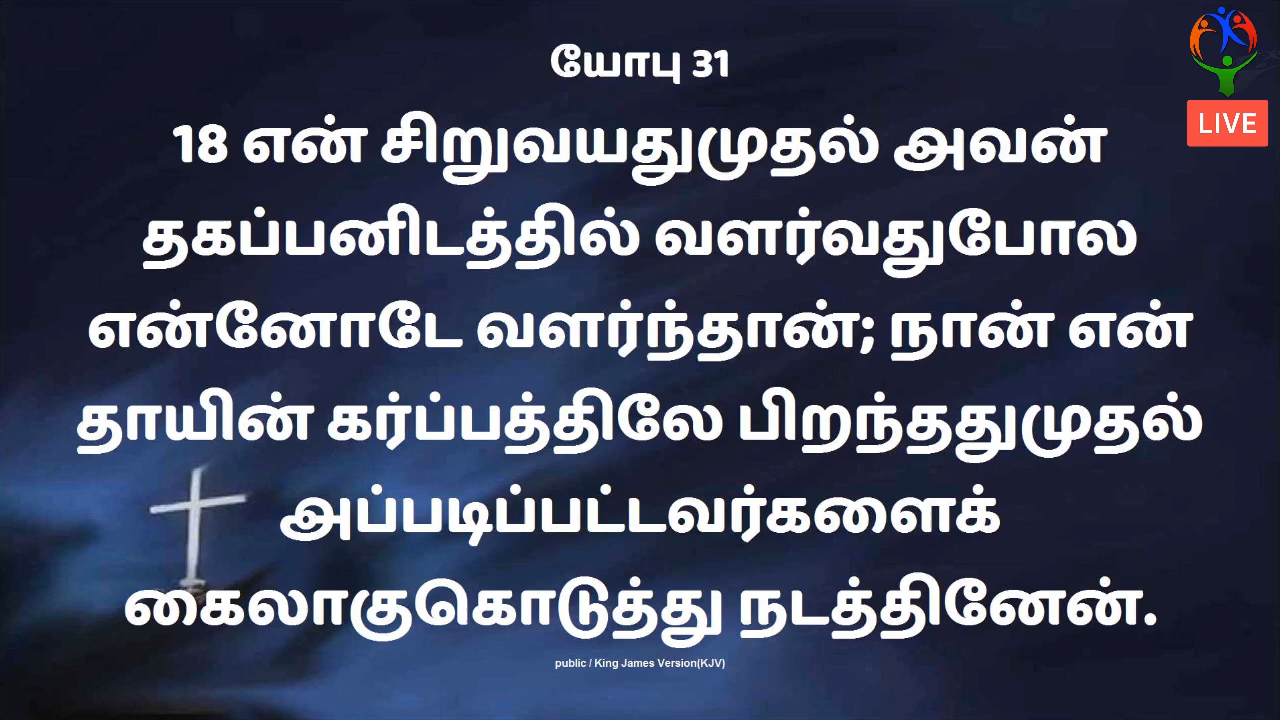 யோபு 31
LIVE
18 என் சிறுவயதுமுதல் அவன்
தகப்பனிடத்தில் வளர்வதுபோல
என்னோடே வளர்ந்தான்; நான் என்
தாயின் கர்ப்பத்திலே பிறந்ததுமுதல்
அப்படிப்பட்டவர்களைக்
கைலாகுகொடுத்து நடத்தினேன்.
public / King James Version(KJV)